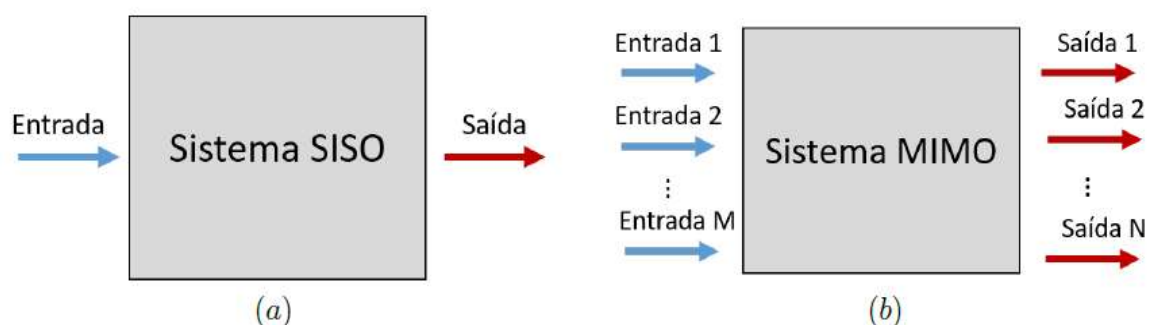 Entrada
Sistema SISO
Saída
(a)
Entrada 1
Entrada 2
⋮
Entrada M
Sistema MIMO
Saída 1
Saída 2
⋮
Saída N
(b)